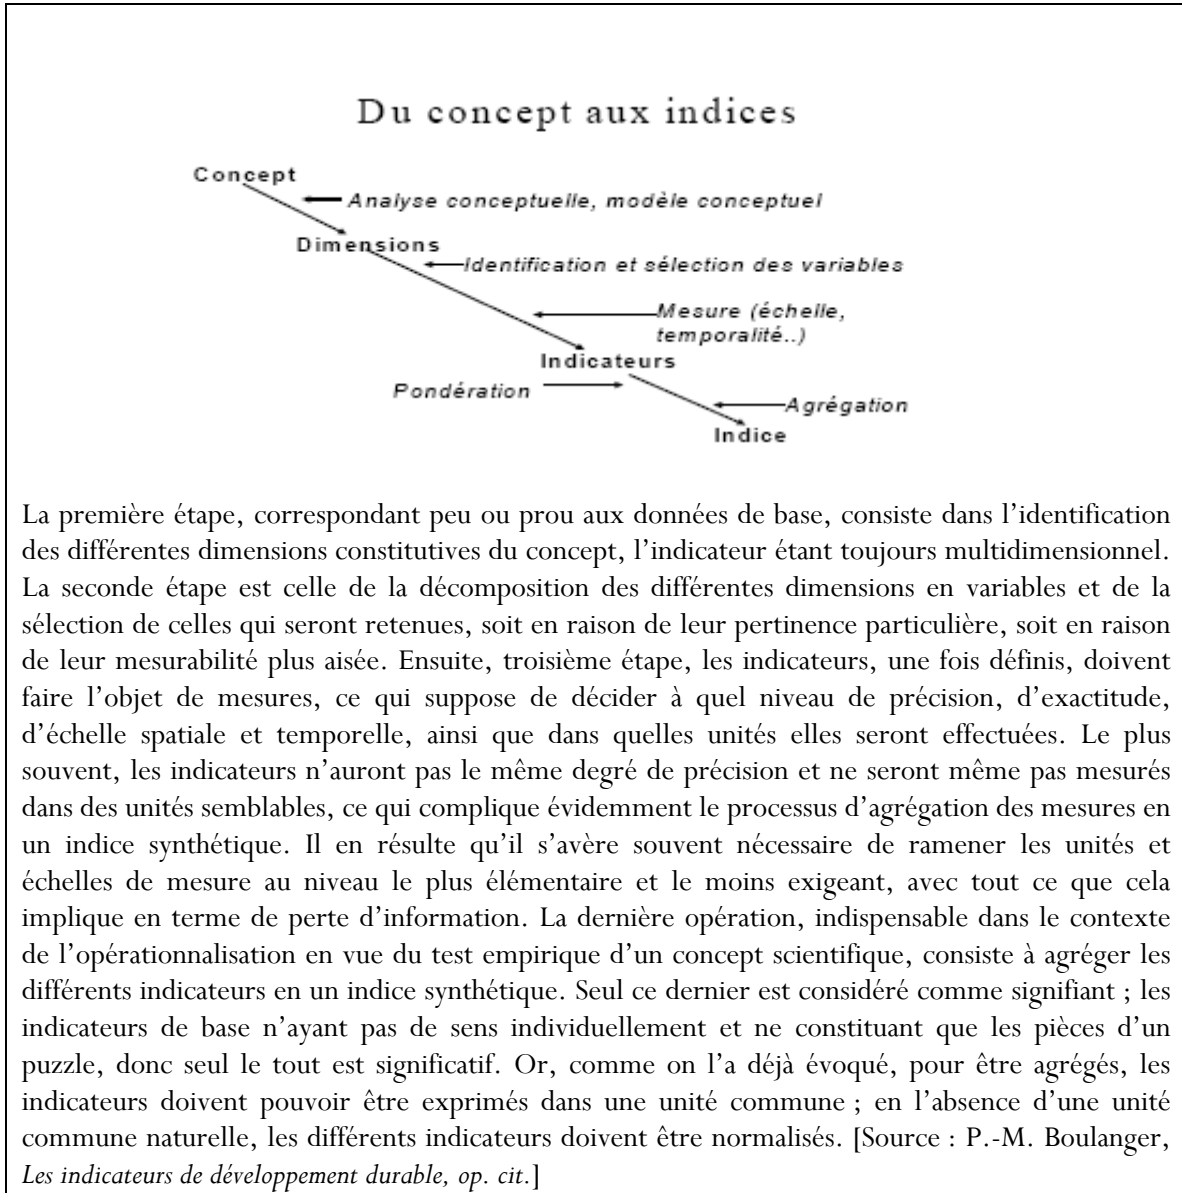 Du concept aux indices
Concept
Analyse conceptuelle, modèle conceptuel
Dimensions
Identification et sélection des variables
Mesure (échelle,
temporalité..)
Indicateurs
Pondération
Agrégation
Indice
La première étape, correspondant peu ou prou aux données de base, consiste dans l’identification
des différentes dimensions constitutives du concept, l’indicateur étant toujours multidimensionnel.
La seconde étape est celle de la décomposition des différentes dimensions en variables et de la
sélection de celles qui seront retenues, soit en raison de leur pertinence particulière, soit en raison
de leur mesurabilité plus aisée. Ensuite, troisième étape, les indicateurs, une fois définis, doivent
faire l’objet de mesures, ce qui suppose de décider à quel niveau de précision, d’exactitude,
d’échelle spatiale et temporelle, ainsi que dans quelles unités elles seront effectuées. Le plus
souvent, les indicateurs n’auront pas le même degré de précision et ne seront même pas mesurés
dans des unités semblables, ce qui complique évidemment le processus d’agrégation des mesures en
un indice synthétique. Il en résulte qu’il s’avère souvent nécessaire de ramener les unités et
échelles de mesure au niveau le plus élémentaire et le moins exigeant, avec tout ce que cela
implique en terme de perte d’information. La dernière opération, indispensable dans le contexte
de l’opérationnalisation en vue du test empirique d’un concept scientifique, consiste à agréger les
différents indicateurs en un indice synthétique. Seul ce dernier est considéré comme signifiant ; les
indicateurs de base n’ayant pas de sens individuellement et ne constituant que les pièces d’un
puzzle, donc seul le tout est significatif. Or, comme on l’a déjà évoqué, pour être agrégés, les
indicateurs doivent pouvoir être exprimés dans une unité commune ; en l’absence d’une unité
commune naturelle, les différents indicateurs doivent être normalisés. [Source : P.-M. Boulanger,
Les indicateurs de développement durable, op. cit.]